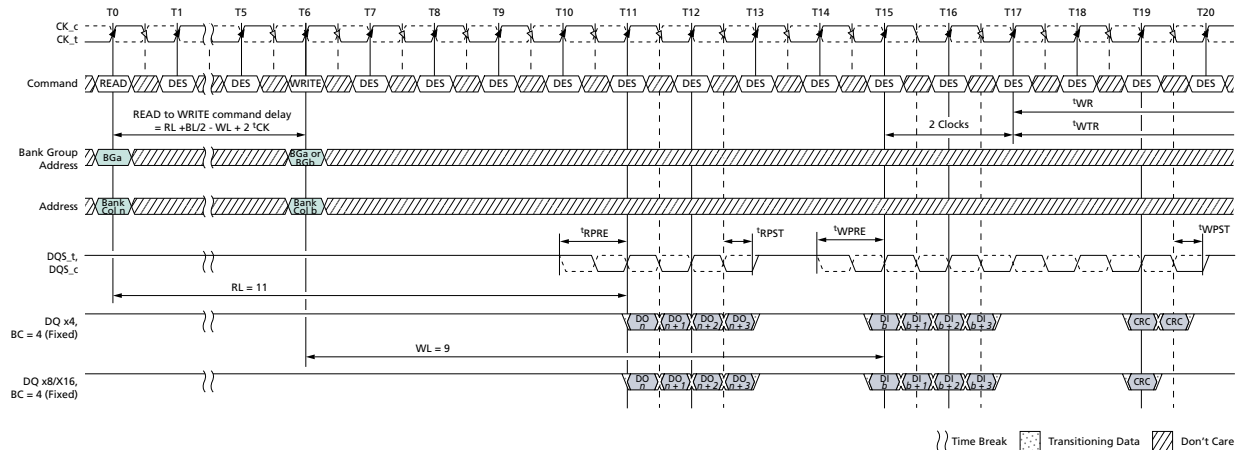 T0 T1 T5 T6 T7 T8 T9 T10 T11 T12 T13 T14 T15 T16 T17 T18 T19 T20
CK_c
CK_t
Command READ DES DES WRITE DES DES DES DES DES DES DES DES DES DES DES DES DES DES
READ to WRITE command delay
= RL +BL/2 - WL + 2 tCK
2 Clocks
tWR
tWTR
Bank Group
Address
BGa
BGa or
BGb
Address
Bank
Col n
Bank
Col b
tRPRE tRPST tWPRE tWPST
DQS_t,
DQS_c
RL = 11
DQ x4,
BC = 4 (Fixed)
DO
n
DO
n + 1
DO
n + 2
DO
n + 3
DI
b
DI
b + 1
DI
b + 2
DI
b + 3
CRC CRC
WL = 9
DQ x8/X16,
BC = 4 (Fixed)
DO
n
DO
n + 1
DO
n + 2
DO
n + 3
DI
b
DI
b + 1
DI
b + 2
DI
b + 3
CRC
Time Break Transitioning Data Don't Care